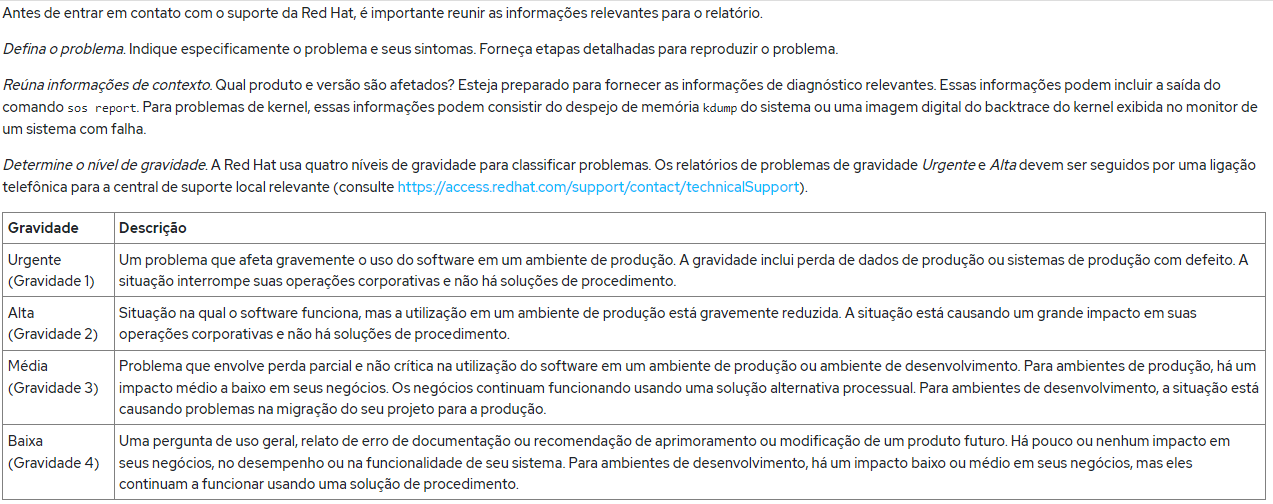 Antes de entrar em contato com o suporte da Red Hat, é importante reunir as informações relevantes para o relatório.
Defina o problema. Indique especificamente o problema e seus sintomas. Forneça etapas detalhadas para reproduzir o problema.
Reúna informações de contexto. Qual produto e versão são afetados? Esteja preparado para fornecer as informações de diagnóstico relevantes. Essas informações podem incluir a saída do
comando sos report. Para problemas de kernel, essas informações podem consistir do despejo de memória kdump do sistema ou uma imagem digital do backtrace do kernel exibida no monitor de
um sistema com falha.
Determine o nível de gravidade. A Red Hat usa quatro níveis de gravidade para classificar problemas. Os relatórios de problemas de gravidade Urgente e Alta devem ser seguidos por uma ligação
telefônica para a central de suporte local relevante (consulte https://access.redhat.com/support/contact/technicalSupport).
Gravidade Descrição
Urgente
(Gravidade 1)
Um problema que afeta gravemente o uso do software em um ambiente de produção. A gravidade inclui perda de dados de produção ou sistemas de produção com defeito. A
situação interrompe suas operações corporativas e não há soluções de procedimento.
Alta
(Gravidade 2)
Situação na qual o software funciona, mas a utilização em um ambiente de produção está gravemente reduzida. A situação está causando um grande impacto em suas
operações corporativas e não há soluções de procedimento.
Média
(Gravidade 3)
Problema que envolve perda parcial e não crítica na utilização do software em um ambiente de produção ou ambiente de desenvolvimento. Para ambientes de produção, há um
impacto médio a baixo em seus negócios. Os negócios continuam funcionando usando uma solução alternativa processual. Para ambientes de desenvolvimento, a situação está
causando problemas na migração do seu projeto para a produção.
Baixa
(Gravidade 4)
Uma pergunta de uso geral, relato de erro de documentação ou recomendação de aprimoramento ou modificação de um produto futuro. Há pouco ou nenhum impacto em
seus negócios, no desempenho ou na funcionalidade de seu sistema. Para ambientes de desenvolvimento, há um impacto baixo ou médio em seus negócios, mas eles
continuam a funcionar usando uma solução de procedimento.